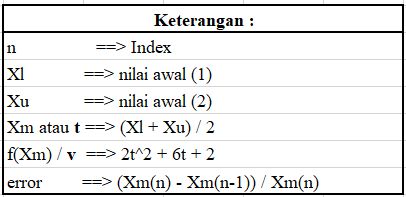 Keterangan :
n ==> Index
Xl ==> nilai awal (1)
Xu ==> nilai awal (2)
Xm atau t ==> (Xl + Xu) / 2
f(Xm) / v ==> 2t^2 + 6t + 2
error ==> (Xm(n) - Xm(n-1)) / Xm(n)